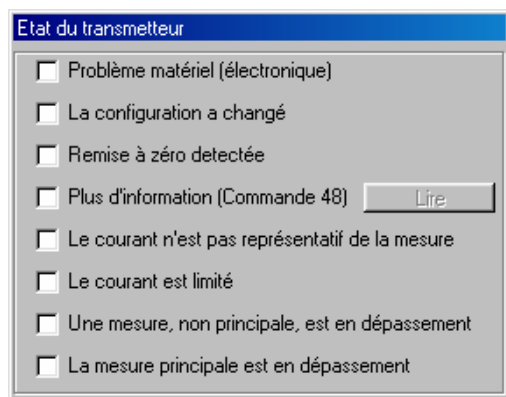 Etat du transmetteur
Problème matériel (électronique)
La configuration a changé
Remise à zéro detectée
Plus d'information (Commande 48) Lire
Le courant n'est pas représentatif de la mesure
Le courant est limité
Une mesure, non principale, est en dépassement
La mesure principale est en dépassement